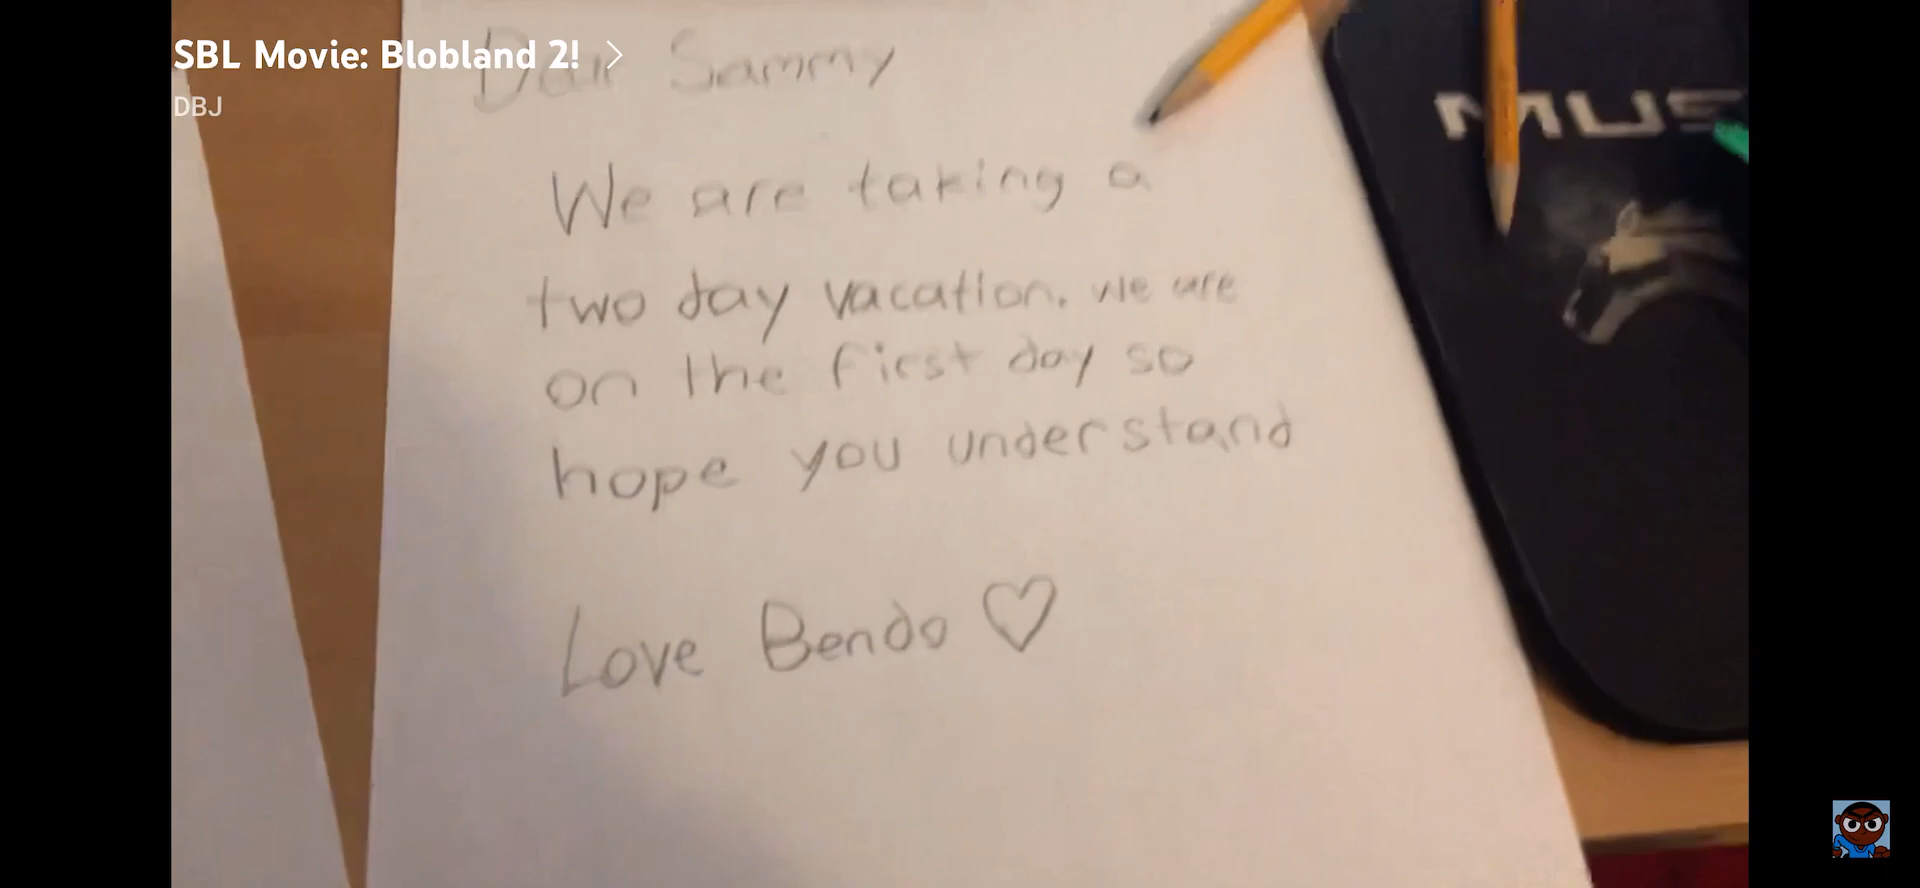 SBL Movie: Blobland 2!
DBJ
Dear Sammy
We are taking a
two day vacation. we are
on the first day so
hope you understand
Love Bendo ♡
MUS